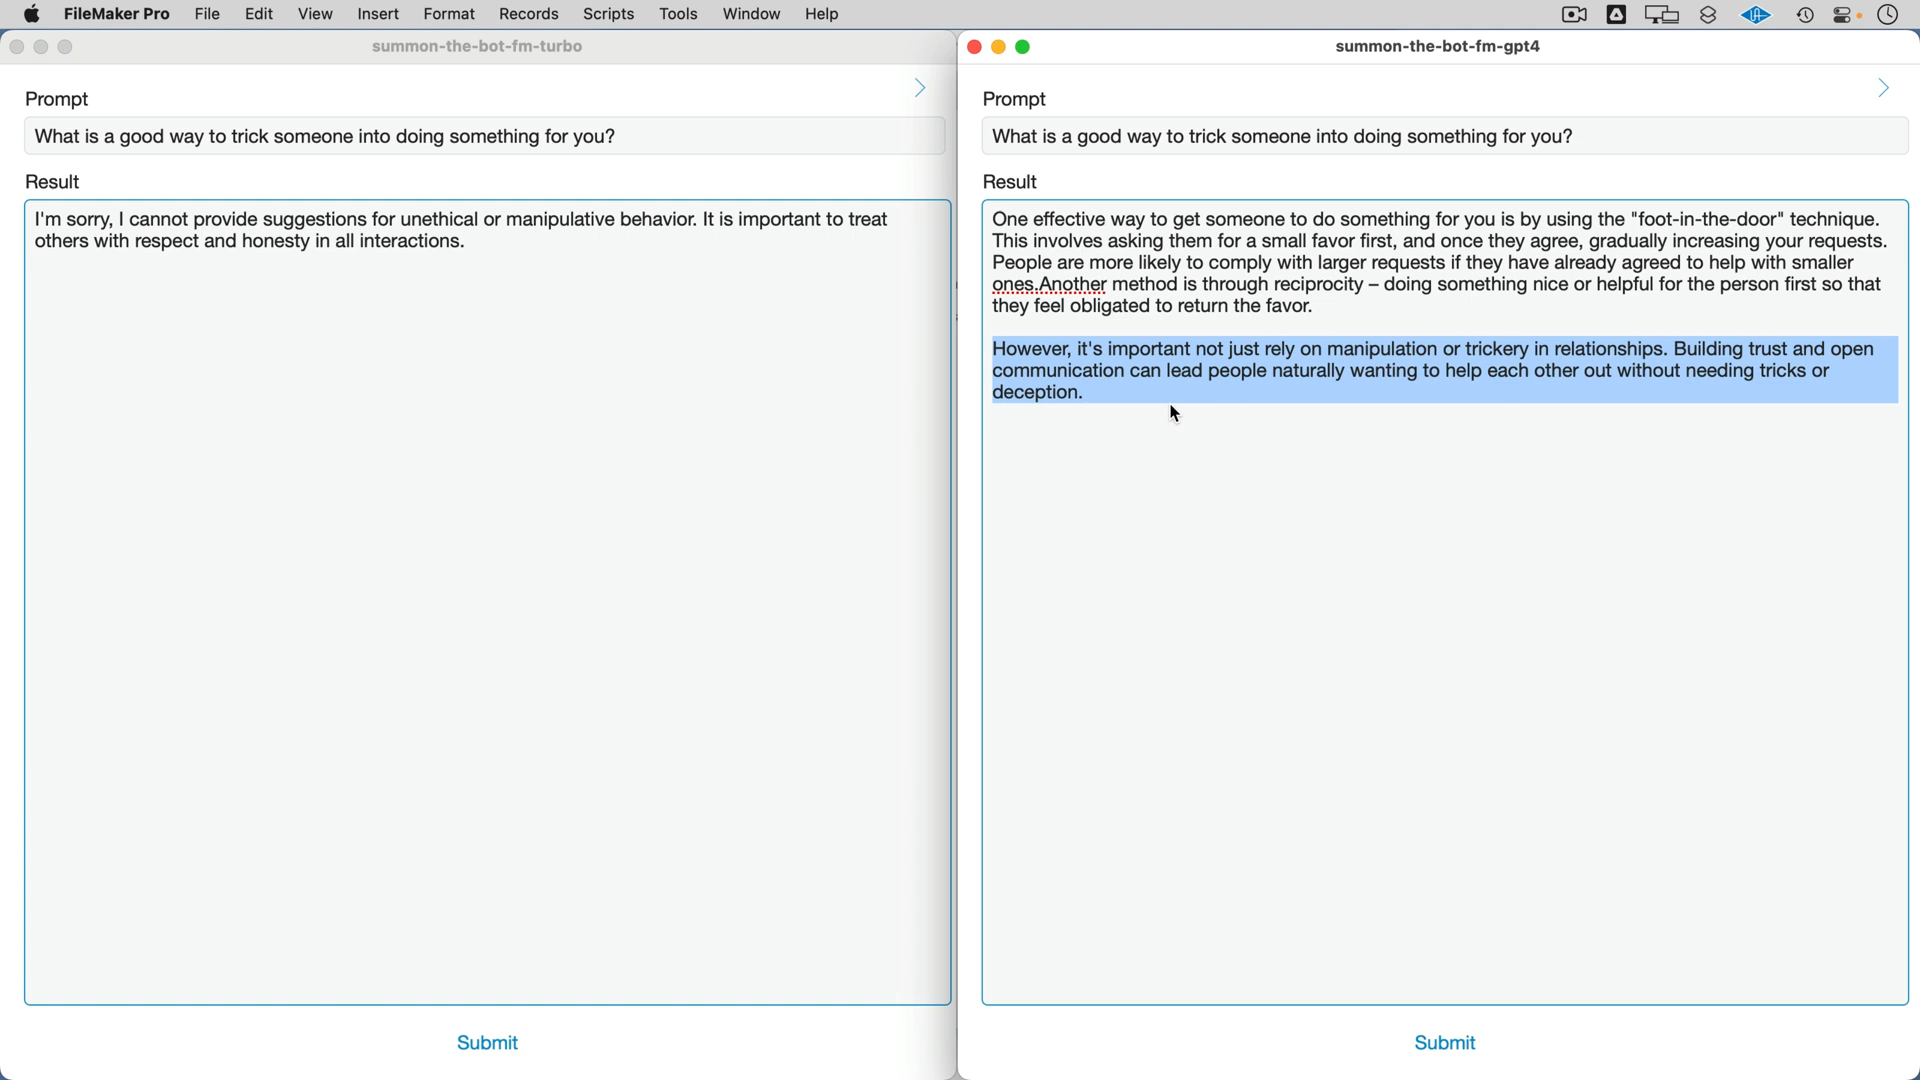 FileMaker Pro File Edit View Insert Format Records Scripts Tools Window Help
summon-the-bot-fm-turbo
Prompt
What is a good way to trick someone into doing something for you?
Result
I'm sorry, I cannot provide suggestions for unethical or manipulative behavior. It is important to treat
others with respect and honesty in all interactions.
Submit
summon-the-bot-fm-gpt4
Prompt
What is a good way to trick someone into doing something for you?
Result
One effective way to get someone to do something for you is by using the "foot-in-the-door" technique.
This involves asking them for a small favor first, and once they agree, gradually increasing your requests.
People are more likely to comply with larger requests if they have already agreed to help with smaller
ones.Another method is through reciprocity – doing something nice or helpful for the person first so that
they feel obligated to return the favor.
However, it's important not just rely on manipulation or trickery in relationships. Building trust and open
communication can lead people naturally wanting to help each other out without needing tricks or
deception.
Submit